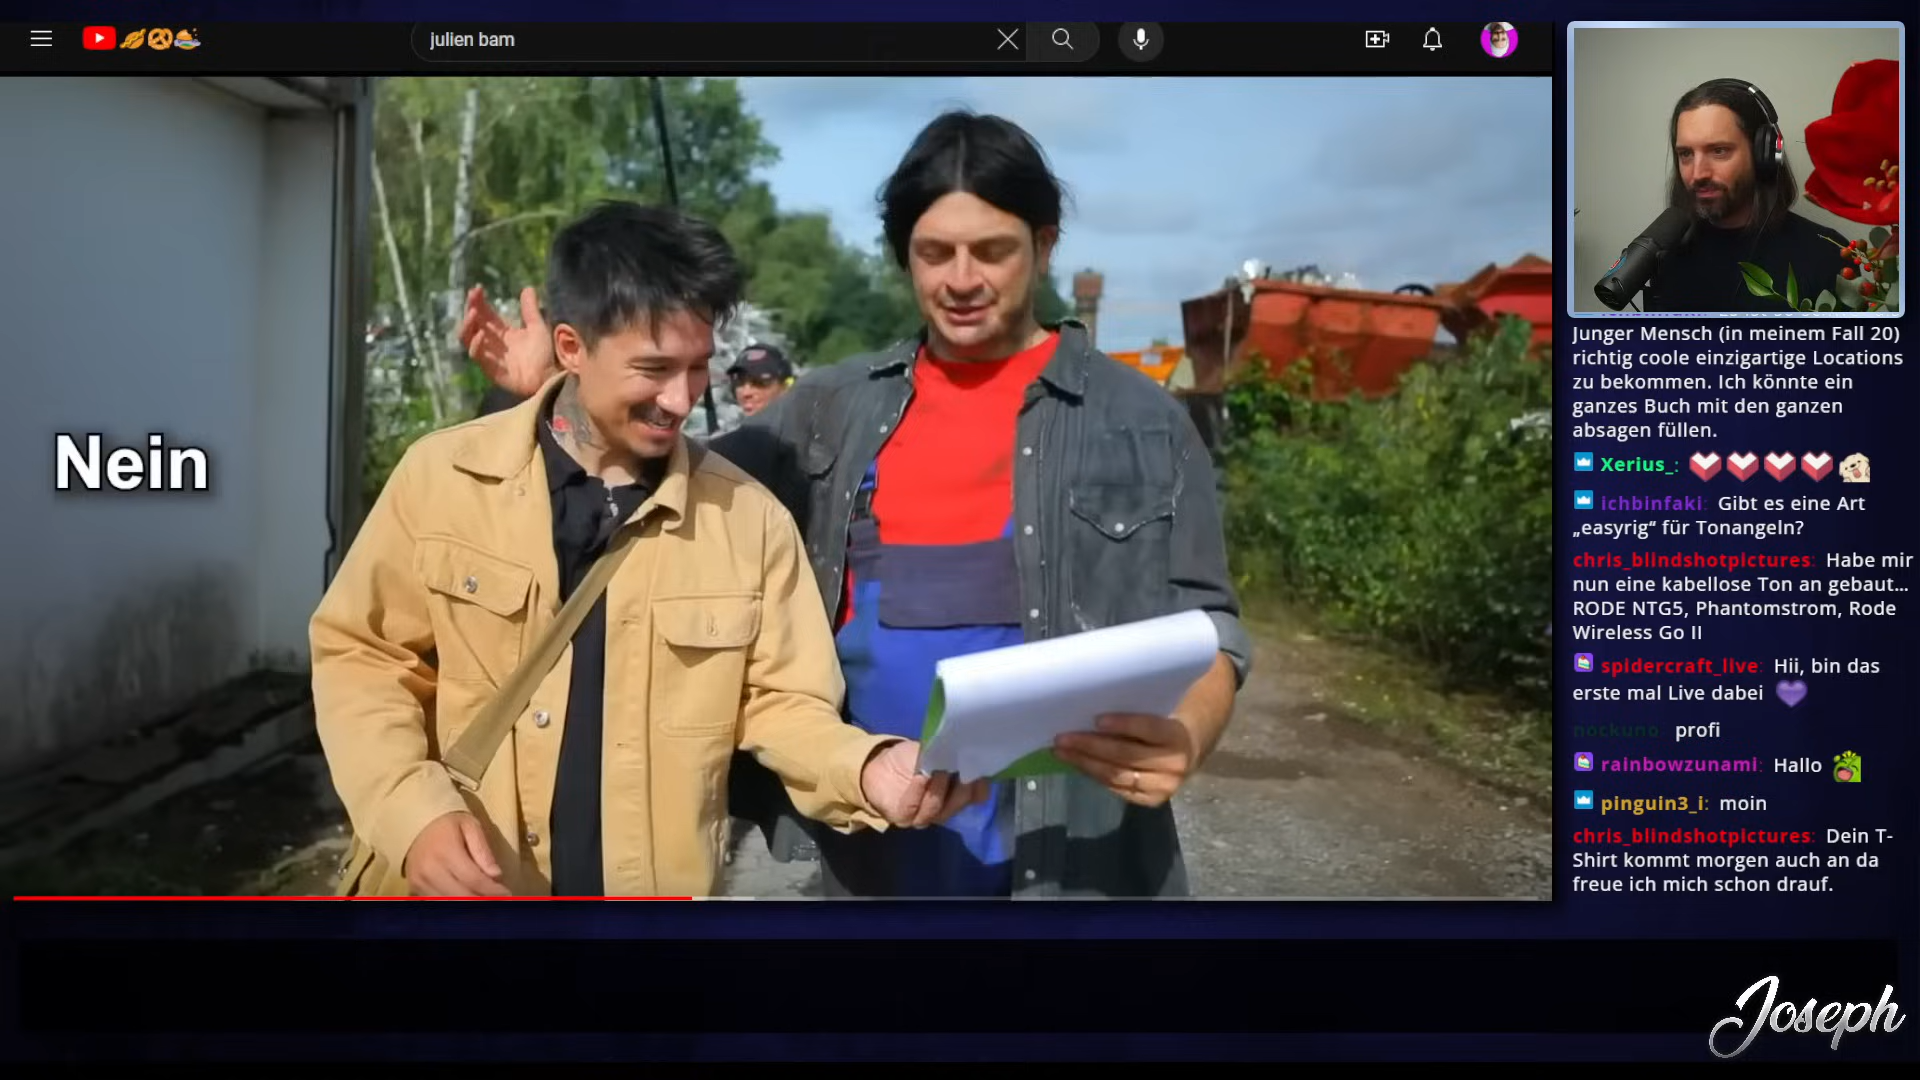 julien bam
Nein
Junger Mensch (in meinem Fall 20)
richtig coole einzigartige Locations
zu bekommen. Ich könnte ein
ganzes Buch mit den ganzen
absagen füllen.
Xerius_:
ichbinfaki: Gibt es eine Art
„easyrig“ für Tonangeln?
chris_blindshotpictures: Habe mir
nun eine kabellose Ton an gebaut...
RODE NTG5, Phantomstrom, Rode
Wireless Go II
spidercraft_live: Hii, bin das
erste mal Live dabei
nockuno: profi
rainbowzunami: Hallo
pinguin3_i: moin
chris_blindshotpictures: Dein T-
Shirt kommt morgen auch an da
freue ich mich schon drauf.
Joseph